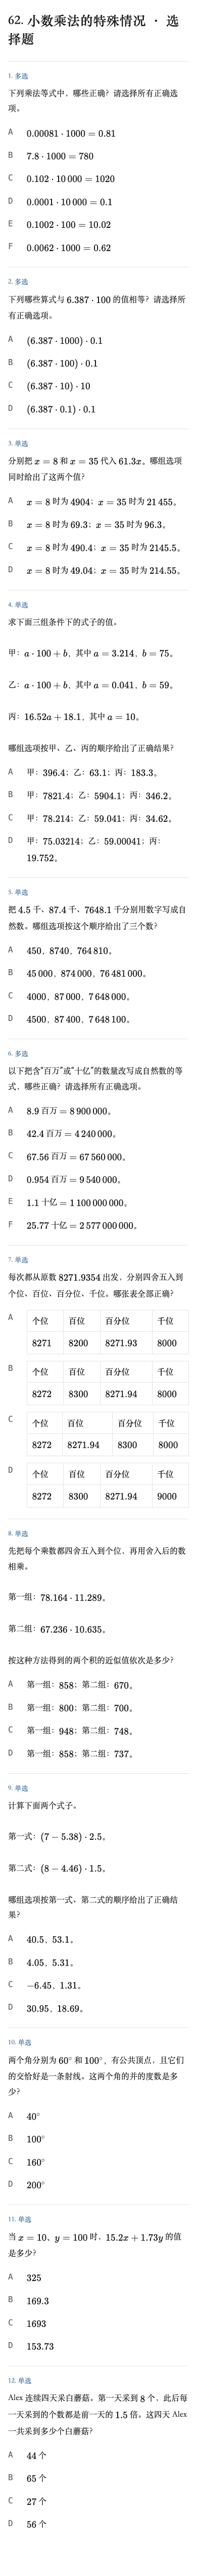 62. 小数乘法的特殊情况 · 选
择题
1. 多选
下列乘法等式中，哪些正确？请选择所有正确选
项。
A 0.00081 · 1000 = 0.81
B 7.8 · 1000 = 780
C 0.102 · 10 000 = 1020
D 0.0001 · 10 000 = 0.1
E 0.1002 · 100 = 10.02
F 0.0062 · 1000 = 0.62
2. 多选
下列哪些算式与 6.387 · 100 的值相等？请选择所
有正确选项。
A (6.387 · 1000) · 0.1
B (6.387 · 100) · 0.1
C (6.387 · 10) · 10
D (6.387 · 0.1) · 0.1
3. 单选
分别把 x = 8 和 x = 35 代入 61.3x。哪组选项
同时给出了这两个值？
A x = 8 时为 4904；x = 35 时为 21 455。
B x = 8 时为 69.3；x = 35 时为 96.3。
C x = 8 时为 490.4；x = 35 时为 2145.5。
D x = 8 时为 49.04；x = 35 时为 214.55。
4. 单选
求下面三组条件下的式子的值。
甲：a · 100 + b，其中 a = 3.214，b = 75。
乙：a · 100 + b，其中 a = 0.041，b = 59。
丙：16.52a + 18.1，其中 a = 10。
哪组选项按甲、乙、丙的顺序给出了正确结果？
A 甲：396.4；乙：63.1；丙：183.3。
B 甲：7821.4；乙：5904.1；丙：346.2。
C 甲：78.214；乙：59.041；丙：34.62。
D 甲：75.03214；乙：59.00041；丙：
19.752。
5. 单选
把 4.5 千、87.4 千、7648.1 千分别用数字写成自
然数。哪组选项按这个顺序给出了三个数？
A 450，8740，764 810。
B 45 000，874 000，76 481 000。
C 4000，87 000，7 648 000。
D 4500，87 400，7 648 100。
6. 多选
以下把含“百万”或“十亿”的数量改写成自然数的等
式，哪些正确？请选择所有正确选项。
A 8.9 百万 = 8 900 000。
B 42.4 百万 = 4 240 000。
C 67.56 百万 = 67 560 000。
D 0.954 百万 = 9 540 000。
E 1.1 十亿 = 1 100 000 000。
F 25.77 十亿 = 2 577 000 000。
7. 单选
每次都从原数 8271.9354 出发，分别四舍五入到
个位、百位、百分位、千位。哪张表全部正确？
A 个位 百位 百分位 千位
8271 8200 8271.93 8000
B 个位 百位 百分位 千位
8272 8300 8271.94 8000
C 个位 百位 百分位 千位
8272 8271.94 8300 8000
D 个位 百位 百分位 千位
8272 8300 8271.94 9000
8. 单选
先把每个乘数都四舍五入到个位，再用舍入后的数
相乘。
第一组：78.164 · 11.289。
第二组：67.236 · 10.635。
按这种方法得到的两个积的近似值依次是多少？
A 第一组：858；第二组：670。
B 第一组：800；第二组：700。
C 第一组：948；第二组：748。
D 第一组：858；第二组：737。
9. 单选
计算下面两个式子。
第一式：(7 − 5.38) · 2.5。
第二式：(8 − 4.46) · 1.5。
哪组选项按第一式、第二式的顺序给出了正确结
果？
A 40.5，53.1。
B 4.05，5.31。
C −6.45，1.31。
D 30.95，18.69。
10. 单选
两个角分别为 60° 和 100°，有公共顶点，且它们
的交恰好是一条射线。这两个角的并的度数是多
少？
A 40°
B 100°
C 160°
D 200°
11. 单选
当 x = 10、y = 100 时，15.2x + 1.73y 的值
是多少？
A 325
B 169.3
C 1693
D 153.73
12. 单选
Alex 连续四天采白蘑菇。第一天采到 8 个，此后每
一天采到的个数都是前一天的 1.5 倍。这四天 Alex
一共采到多少个白蘑菇？
A 44 个
B 65 个
C 27 个
D 56 个